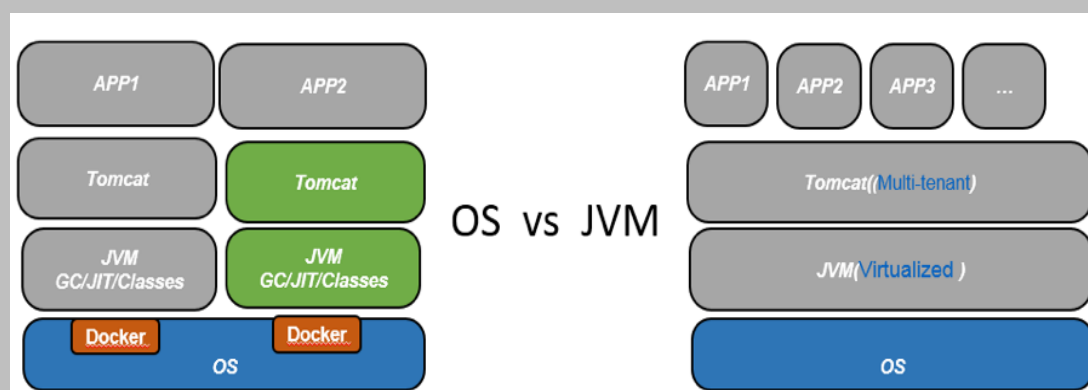 APP1
APP2
Tomcat
Tomcat
JVM
GC/JIT/Classes
JVM
GC/JIT/Classes
Docker
Docker
OS
OS vs JVM
APP1
APP2
APP3
...
Tomcat((Multi-tenant)
JVM(Virtualized )
OS